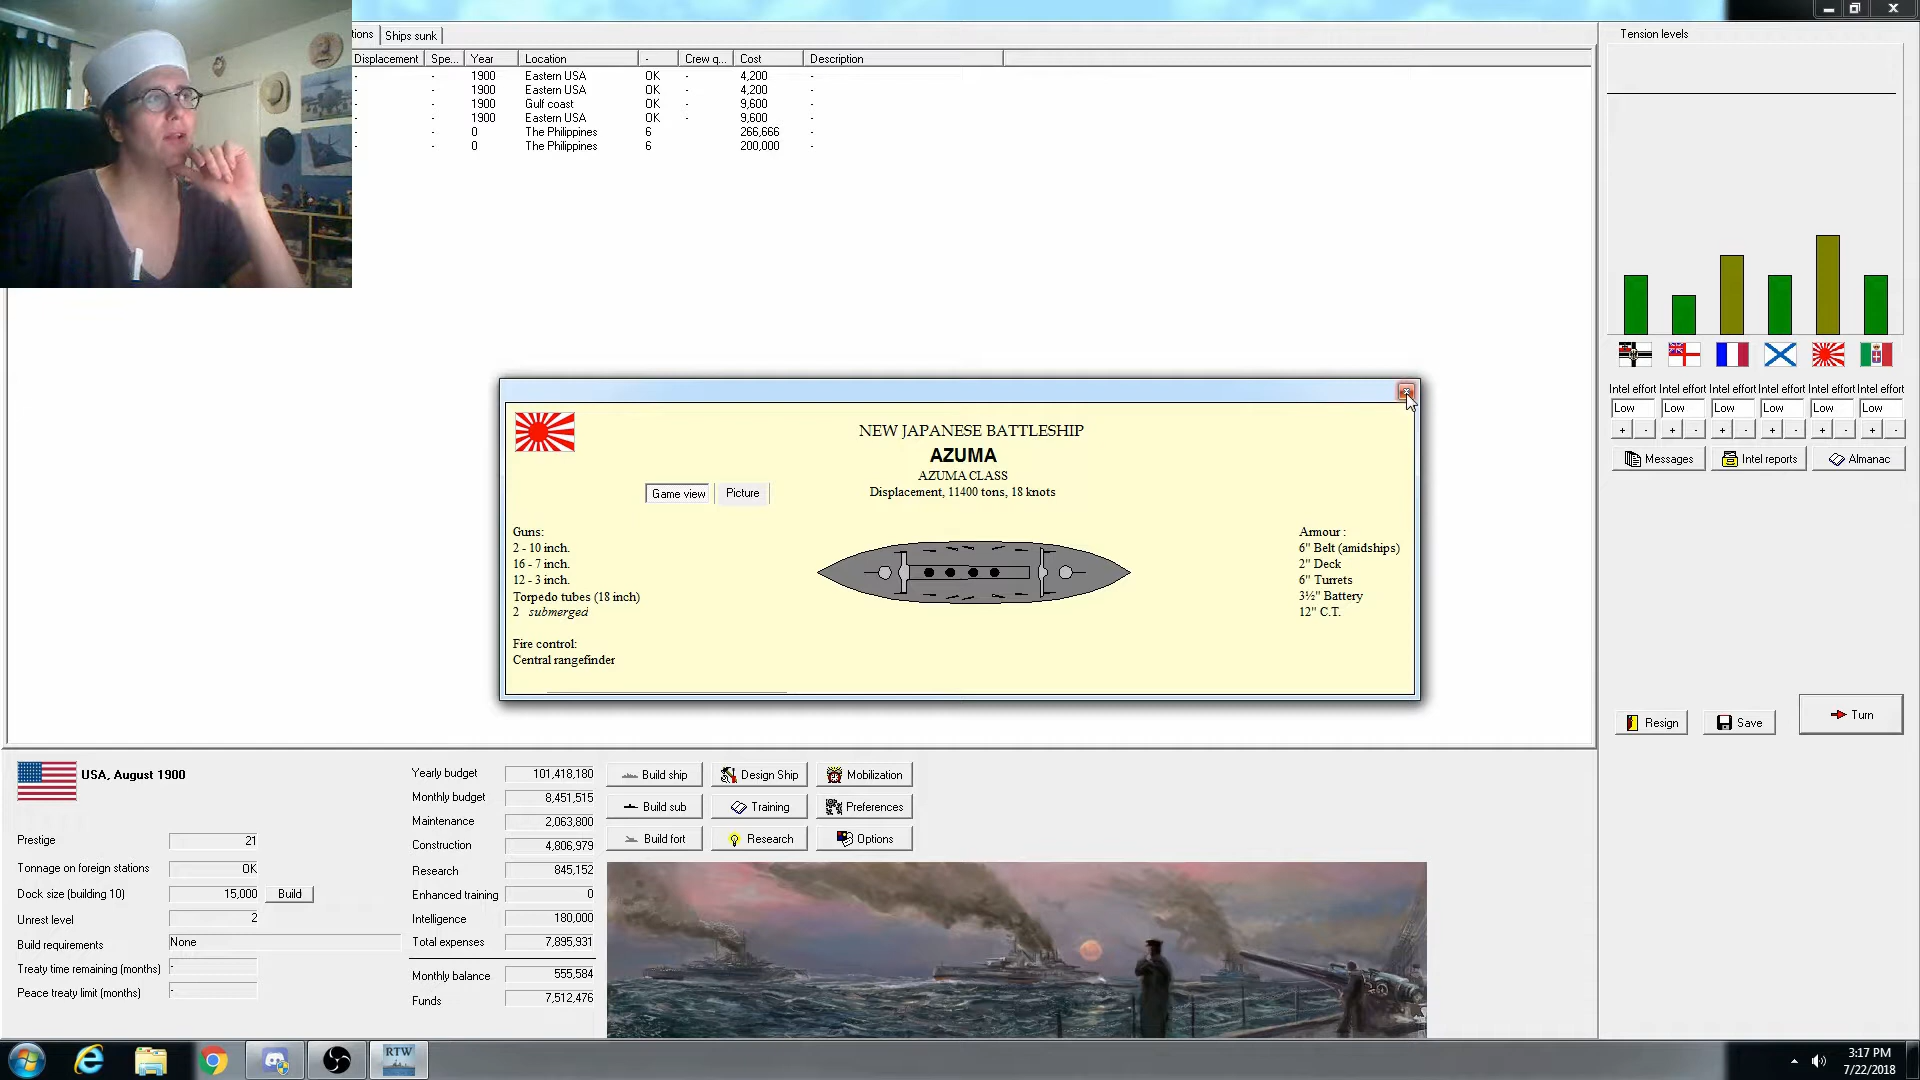 tions Ships sunk
Displacement Spe... Year Location - Crew q... Cost Description
- - 1900 Eastern USA OK - 4,200 -
- - 1900 Eastern USA OK - 4,200 -
- - 1900 Gulf coast OK - 9,600 -
- - 1900 Eastern USA OK - 9,600 -
- - 0 The Philippines 6 266,666 -
- - 0 The Philippines 6 200,000 -
Tension levels
Intel effort Intel effort Intel effort Intel effort Intel effort Intel effort
Low Low Low Low Low Low
+ - + - + - + - + - + -
Messages Intel reports Almanac
NEW JAPANESE BATTLESHIP
AZUMA
AZUMA CLASS
Displacement, 11400 tons, 18 knots
Game view Picture
Guns:
2 - 10 inch.
16 - 7 inch.
12 - 3 inch.
Torpedo tubes (18 inch)
2 submerged
Fire control:
Central rangefinder
Armour :
6" Belt (amidships)
2" Deck
6" Turrets
3½" Battery
12" C.T.
Resign Save Turn
USA, August 1900
Prestige 21
Tonnage on foreign stations OK
Dock size (building 10) 15,000 Build
Unrest level 2
Build requirements None
Treaty time remaining (months) -
Peace treaty limit (months) -
Yearly budget 101,418,180
Monthly budget 8,451,515
Maintenance 2,063,800
Construction 4,806,979
Research 845,152
Enhanced training 0
Intelligence 180,000
Total expenses 7,895,931
Monthly balance 555,584
Funds 7,512,476
Build ship Design Ship Mobilization
Build sub Training Preferences
Build fort Research Options
RTW
3:17 PM
7/22/2018